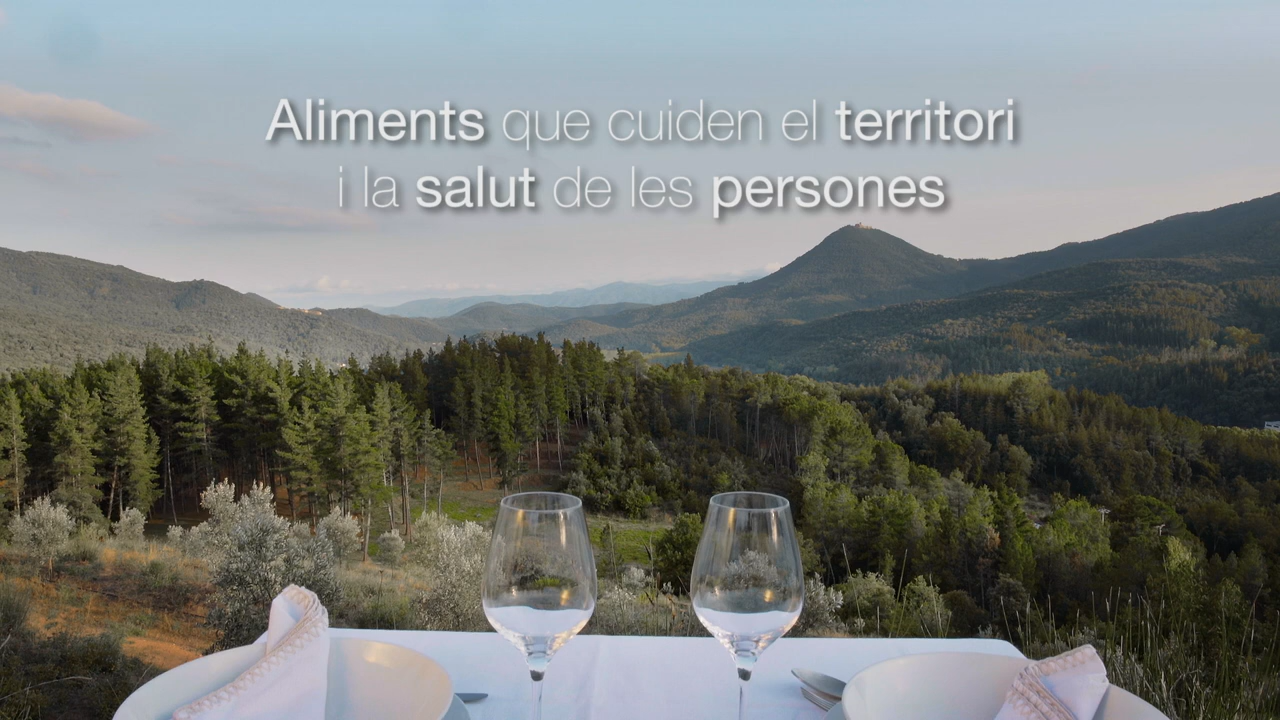 Aliments que cuiden el territori
i la salut de les persones